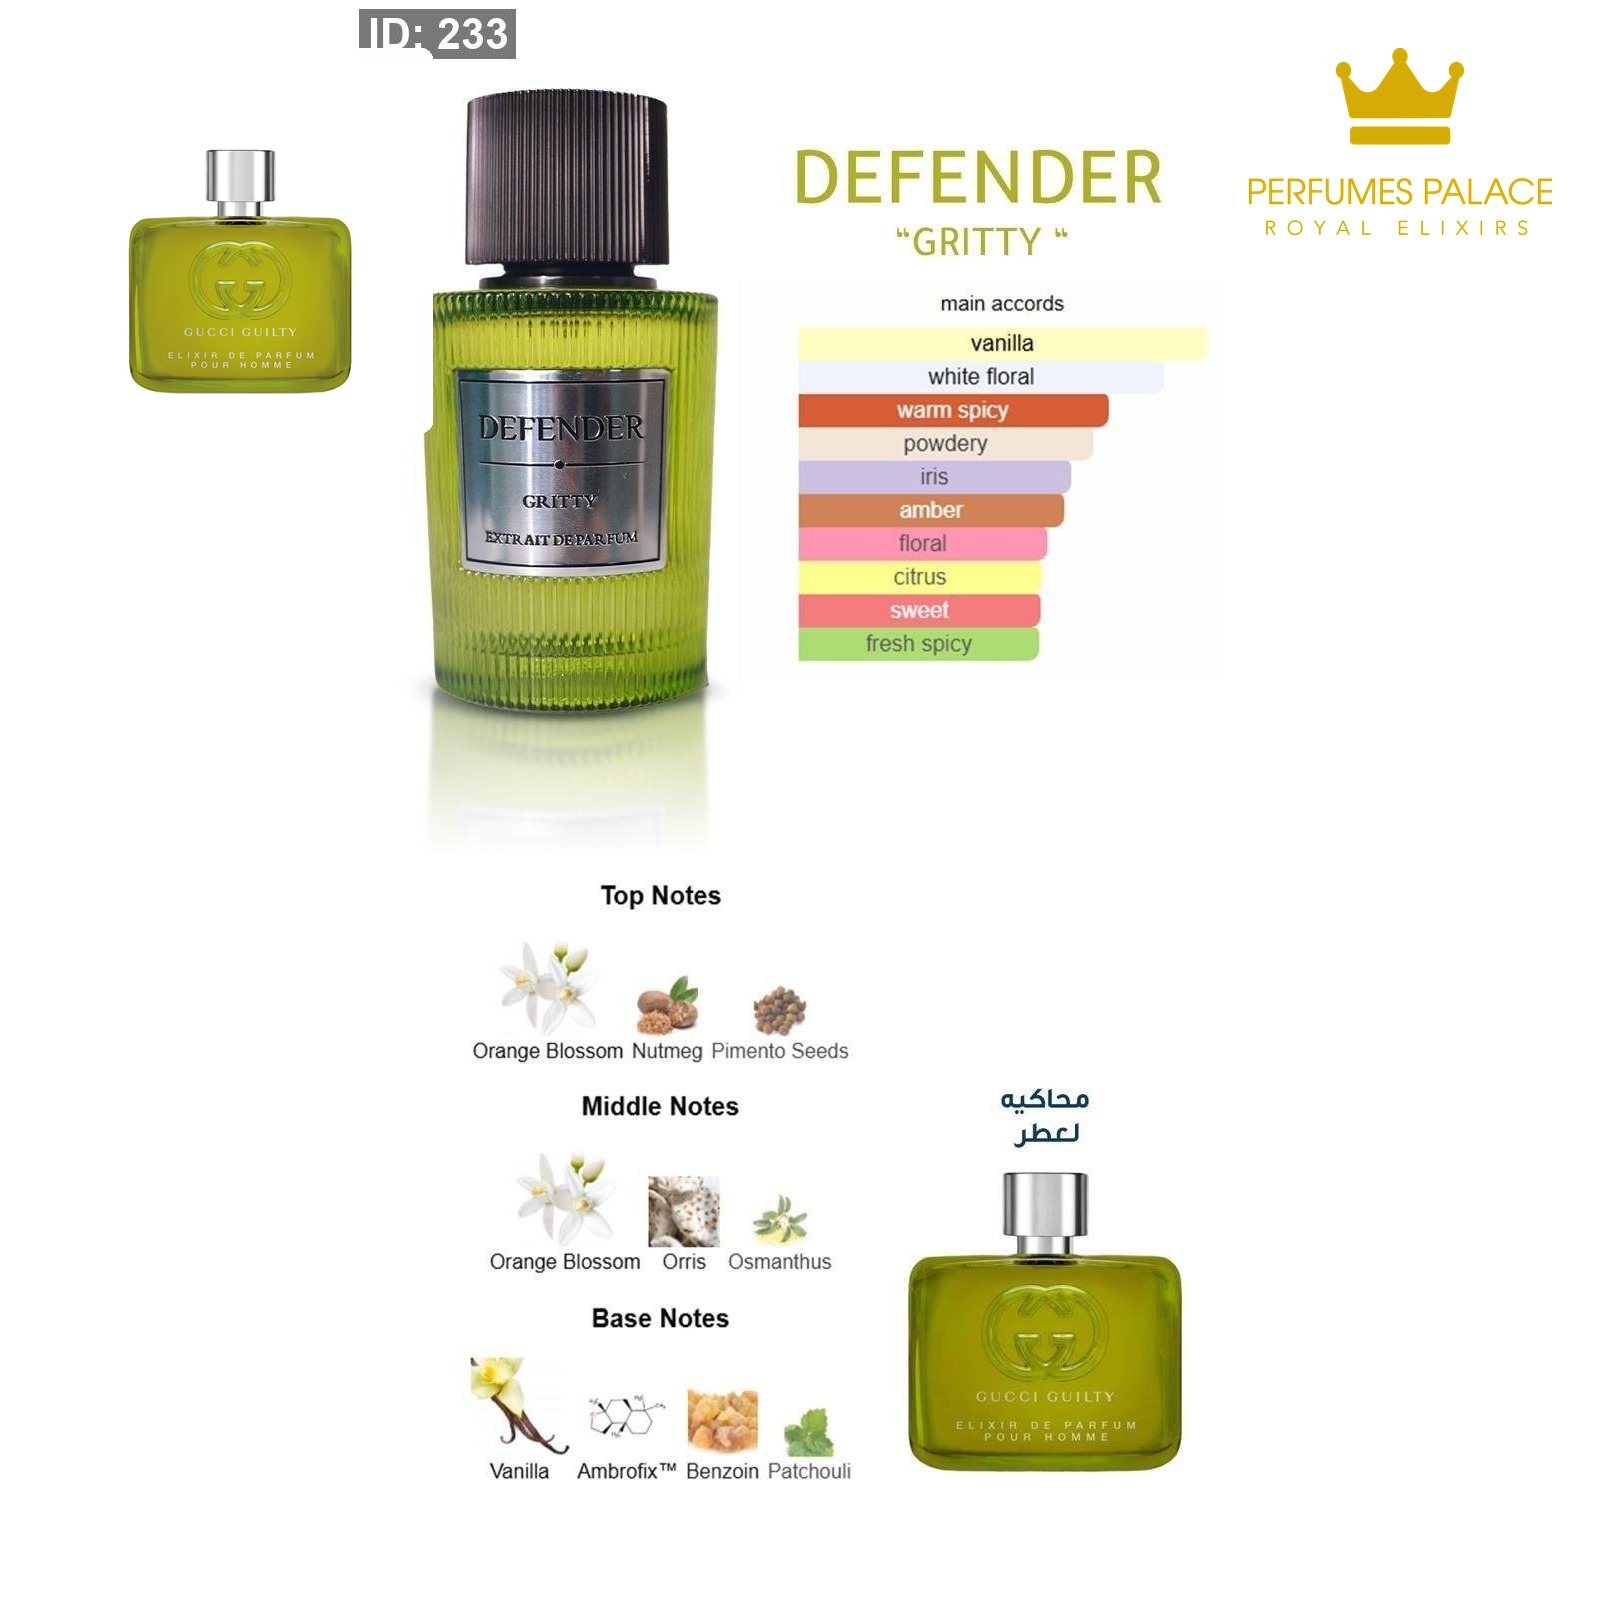 ID: 233
PERFUMES PALACE
ROYAL ELIXIRS
GUCCI GUILTY
ELIXIR DE PARFUM
POUR HOMME
DEFENDER
GRITTY
EXTRAIT DE PARFUM
DEFENDER
“GRITTY “
main accords
vanilla
white floral
warm spicy
powdery
iris
amber
floral
citrus
sweet
fresh spicy
Top Notes
Orange Blossom Nutmeg Pimento Seeds
Middle Notes
Orange Blossom Orris Osmanthus
Base Notes
Vanilla Ambrofix™ Benzoin Patchouli
محاكيه
لعطر
GUCCI GUILTY
ELIXIR DE PARFUM
POUR HOMME